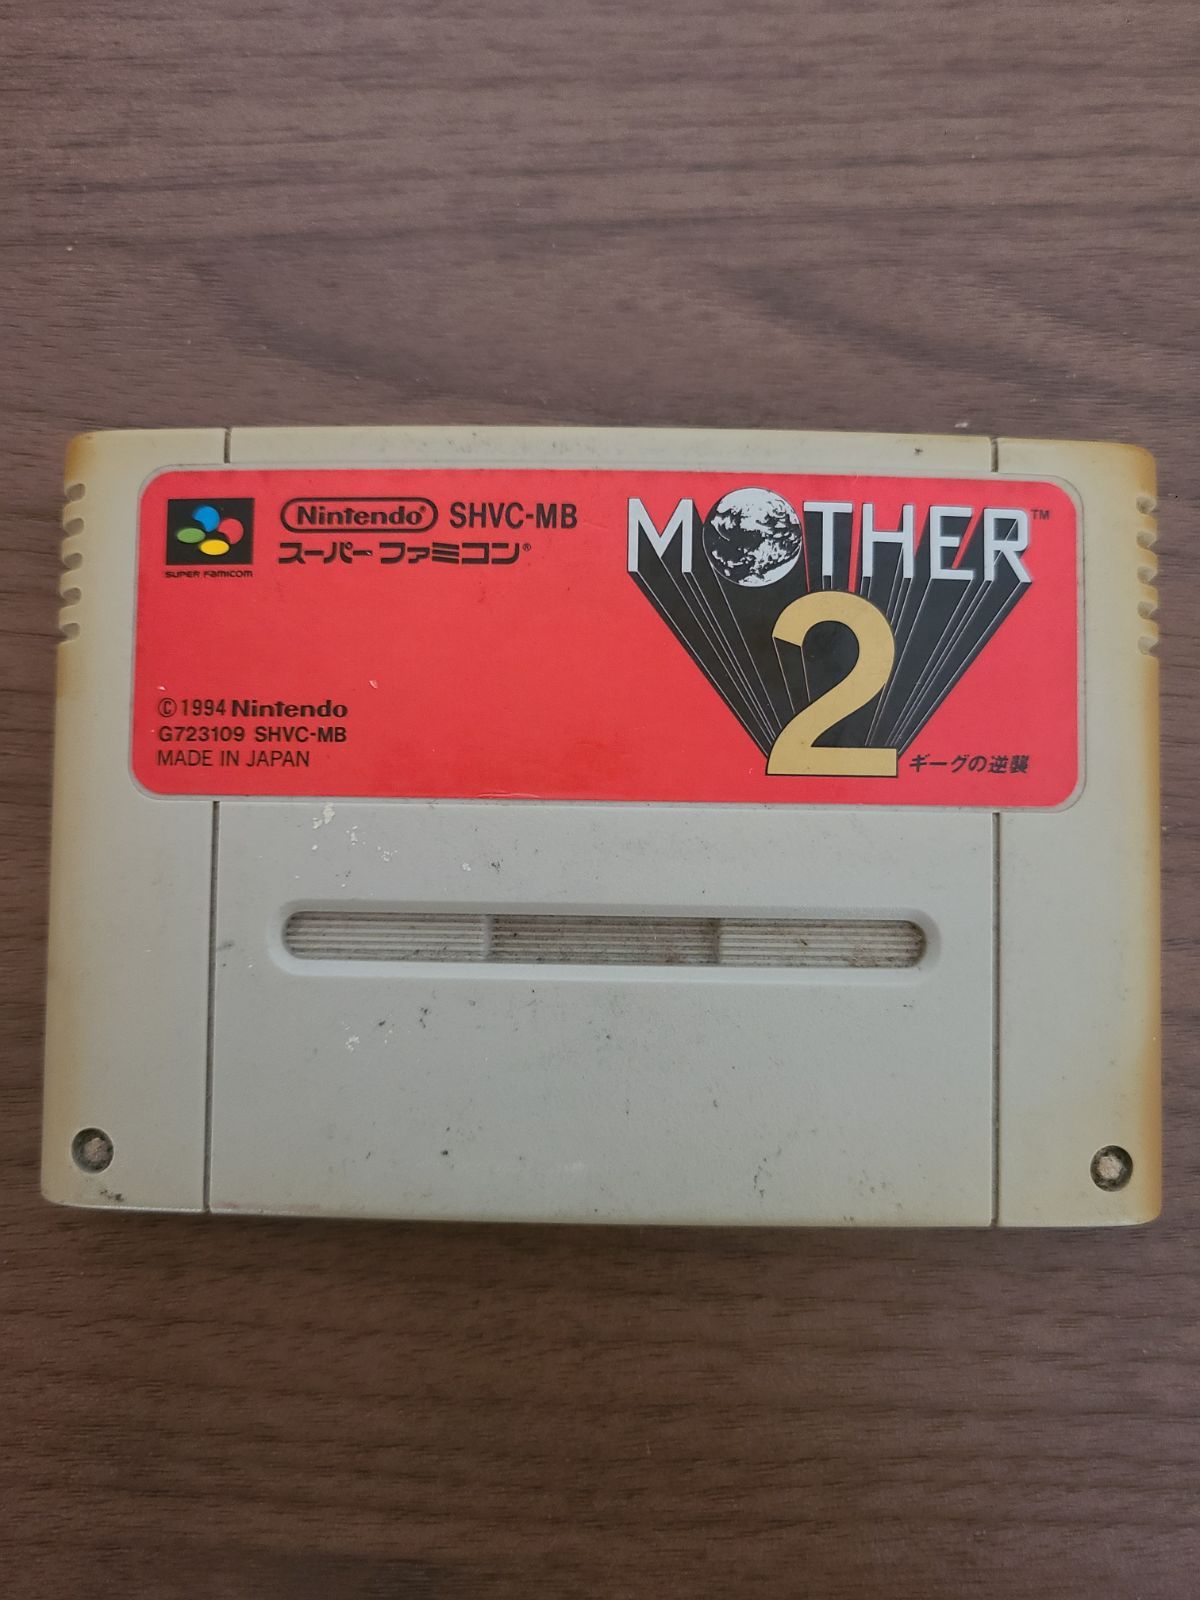 Nintendo® SHVC-MB
スーパーファミコン®
SUPER FAMICOM
MOTHER™
2
ギーグの逆襲
©1994 Nintendo
G723109 SHVC-MB
MADE IN JAPAN